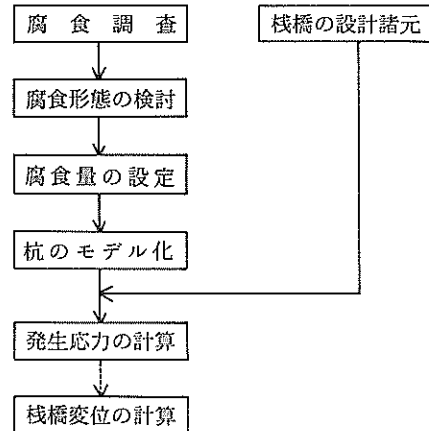 腐食調査
桟橋の設計諸元
腐食形態の検討
腐食量の設定
杭のモデル化
発生応力の計算
桟橋変位の計算